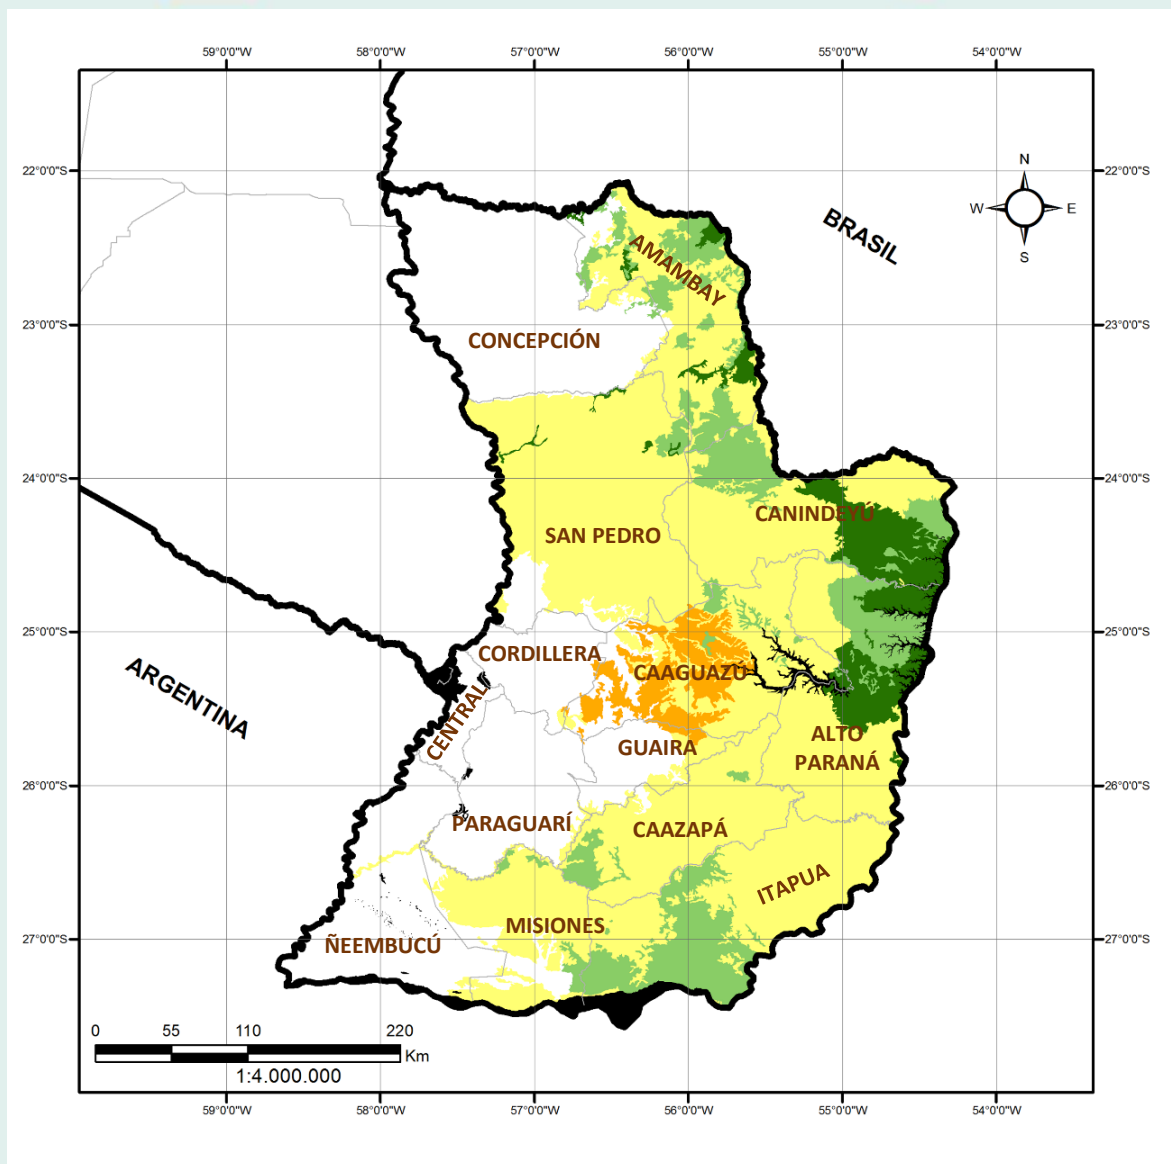 59°0'0"W 58°0'0"W 57°0'0"W 56°0'0"W 55°0'0"W 54°0'0"W
22°0'0"S 22°0'0"S
N
W E
S
BRASIL
AMAMBAY
23°0'0"S 23°0'0"S
CONCEPCIÓN
24°0'0"S 24°0'0"S
CANINDEYÚ
SAN PEDRO
25°0'0"S 25°0'0"S
CORDILLERA
CAAGUAZÚ
ARGENTINA
CENTRAL
GUAIRA
ALTO
PARANÁ
26°0'0"S 26°0'0"S
PARAGUARÍ
CAAZAPÁ
ITAPUA
MISIONES
ÑEEMBUCÚ
27°0'0"S 27°0'0"S
0 55 110 220
Km
1:4.000.000
59°0'0"W 58°0'0"W 57°0'0"W 56°0'0"W 55°0'0"W 54°0'0"W